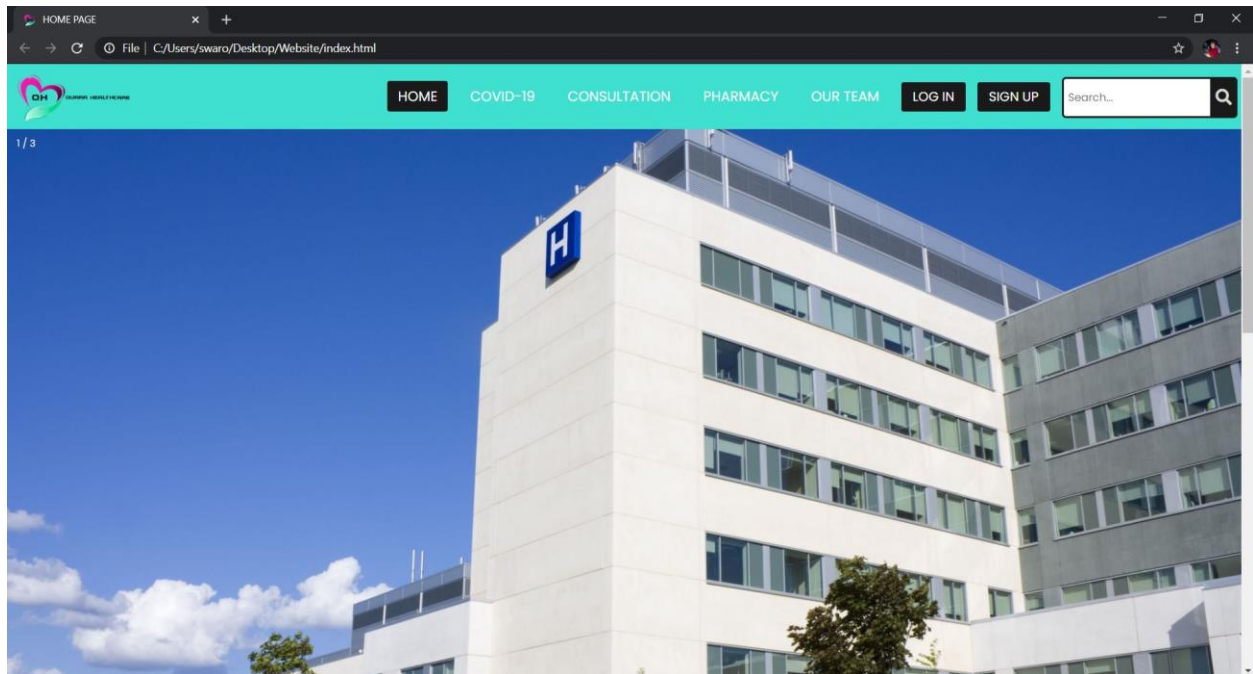 HOME PAGE
File | C:/Users/swaro/Desktop/Website/index.html
QH
HOME COVID-19 CONSULTATION PHARMACY OUR TEAM LOG IN SIGN UP Search...
1 / 3
H